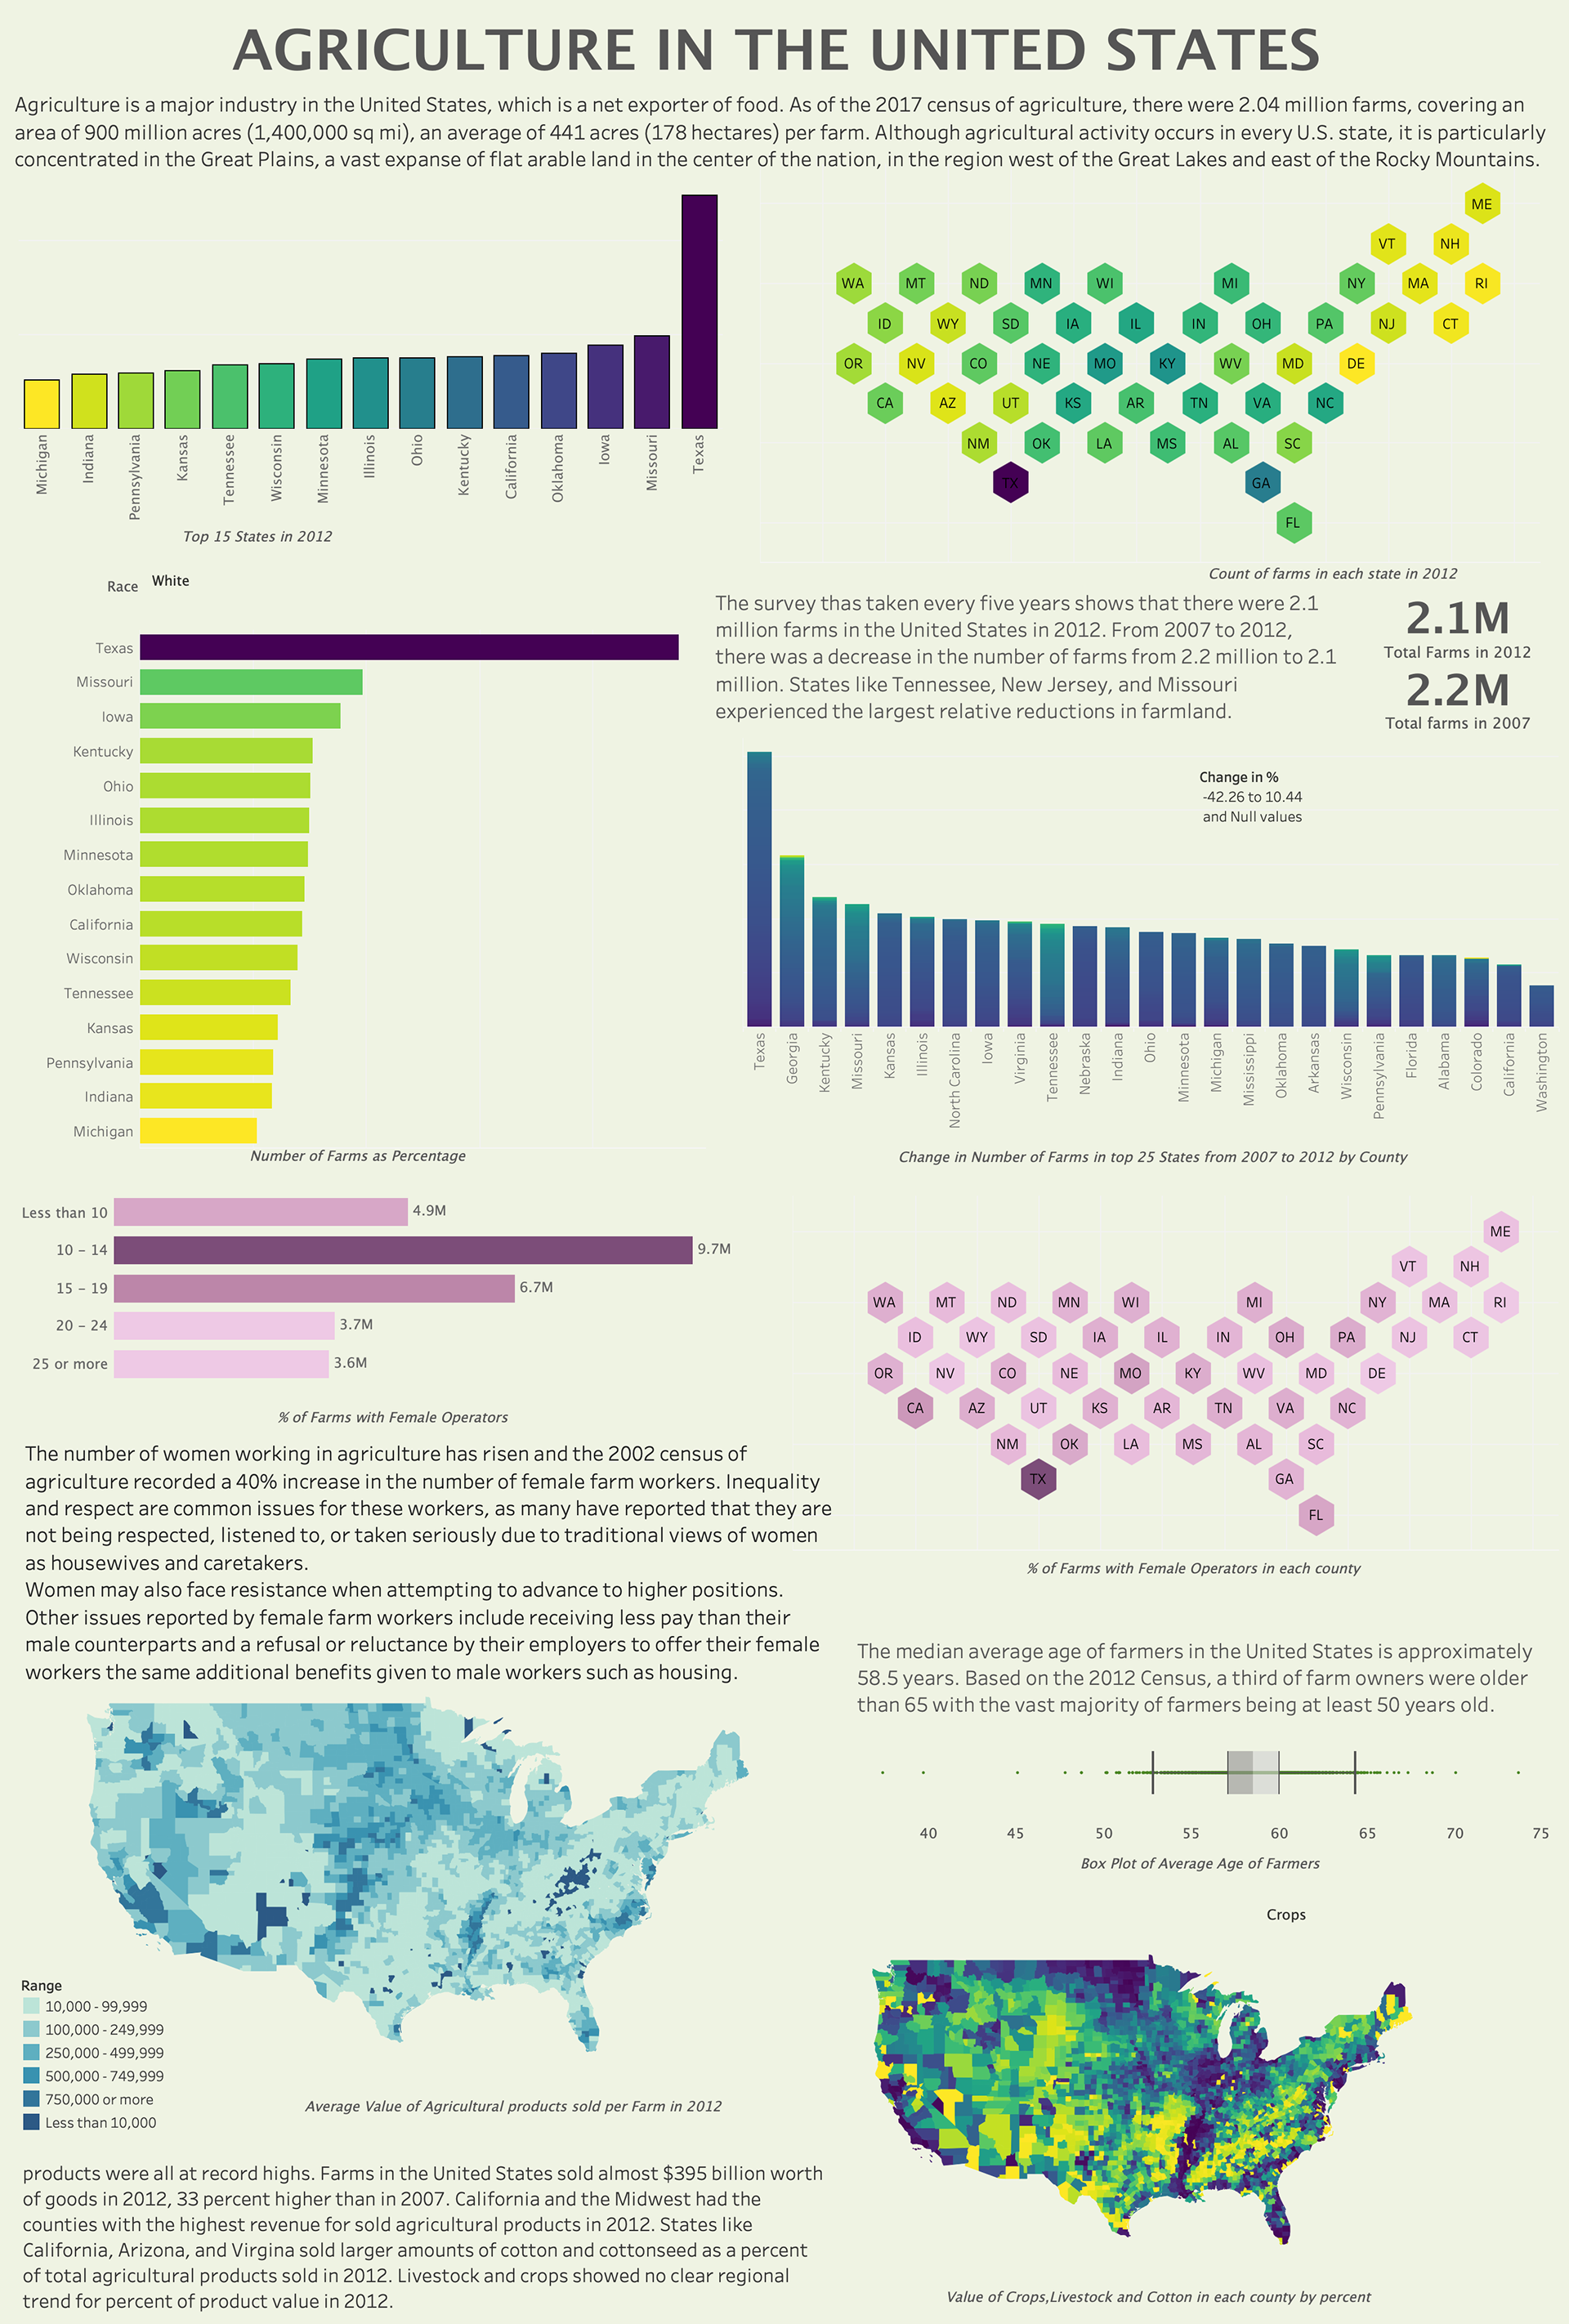 AGRICULTURE IN THE UNITED STATES
Agriculture is a major industry in the United States, which is a net exporter of food. As of the 2017 census of agriculture, there were 2.04 million farms, covering an
area of 900 million acres (1,400,000 sq mi), an average of 441 acres (178 hectares) per farm. Although agricultural activity occurs in every U.S. state, it is particularly
concentrated in the Great Plains, a vast expanse of flat arable land in the center of the nation, in the region west of the Great Lakes and east of the Rocky Mountains.
Michigan
Indiana
Pennsylvania
Kansas
Tennessee
Wisconsin
Minnesota
Illinois
Ohio
Kentucky
California
Oklahoma
Iowa
Missouri
Texas
Top 15 States in 2012
ME
VT NH
WA MT ND MN WI MI NY MA RI
ID WY SD IA IL IN OH PA NJ CT
OR NV CO NE MO KY WV MD DE
CA AZ UT KS AR TN VA NC
NM OK LA MS AL SC
TX GA
FL
Count of farms in each state in 2012
Race White
Texas
Missouri
Iowa
Kentucky
Ohio
Illinois
Minnesota
Oklahoma
California
Wisconsin
Tennessee
Kansas
Pennsylvania
Indiana
Michigan
Number of Farms as Percentage
The survey thas taken every five years shows that there were 2.1
million farms in the United States in 2012. From 2007 to 2012,
there was a decrease in the number of farms from 2.2 million to 2.1
million. States like Tennessee, New Jersey, and Missouri
experienced the largest relative reductions in farmland.
2.1M
Total Farms in 2012
2.2M
Total farms in 2007
Change in %
-42.26 to 10.44
and Null values
Texas
Georgia
Kentucky
Missouri
Kansas
Illinois
North Carolina
Iowa
Virginia
Tennessee
Nebraska
Indiana
Ohio
Minnesota
Michigan
Mississippi
Oklahoma
Arkansas
Wisconsin
Pennsylvania
Florida
Alabama
Colorado
California
Washington
Change in Number of Farms in top 25 States from 2007 to 2012 by County
Less than 10 4.9M
10 – 14 9.7M
15 – 19 6.7M
20 – 24 3.7M
25 or more 3.6M
% of Farms with Female Operators
ME
VT NH
WA MT ND MN WI MI NY MA RI
ID WY SD IA IL IN OH PA NJ CT
OR NV CO NE MO KY WV MD DE
CA AZ UT KS AR TN VA NC
NM OK LA MS AL SC
TX GA
FL
% of Farms with Female Operators in each county
The number of women working in agriculture has risen and the 2002 census of
agriculture recorded a 40% increase in the number of female farm workers. Inequality
and respect are common issues for these workers, as many have reported that they are
not being respected, listened to, or taken seriously due to traditional views of women
as housewives and caretakers.
Women may also face resistance when attempting to advance to higher positions.
Other issues reported by female farm workers include receiving less pay than their
male counterparts and a refusal or reluctance by their employers to offer their female
workers the same additional benefits given to male workers such as housing.
The median average age of farmers in the United States is approximately
58.5 years. Based on the 2012 Census, a third of farm owners were older
than 65 with the vast majority of farmers being at least 50 years old.
40 45 50 55 60 65 70 75
Box Plot of Average Age of Farmers
Range
10,000 - 99,999
100,000 - 249,999
250,000 - 499,999
500,000 - 749,999
750,000 or more
Less than 10,000
Average Value of Agricultural products sold per Farm in 2012
Crops
Value of Crops,Livestock and Cotton in each county by percent
products were all at record highs. Farms in the United States sold almost $395 billion worth
of goods in 2012, 33 percent higher than in 2007. California and the Midwest had the
counties with the highest revenue for sold agricultural products in 2012. States like
California, Arizona, and Virgina sold larger amounts of cotton and cottonseed as a percent
of total agricultural products sold in 2012. Livestock and crops showed no clear regional
trend for percent of product value in 2012.